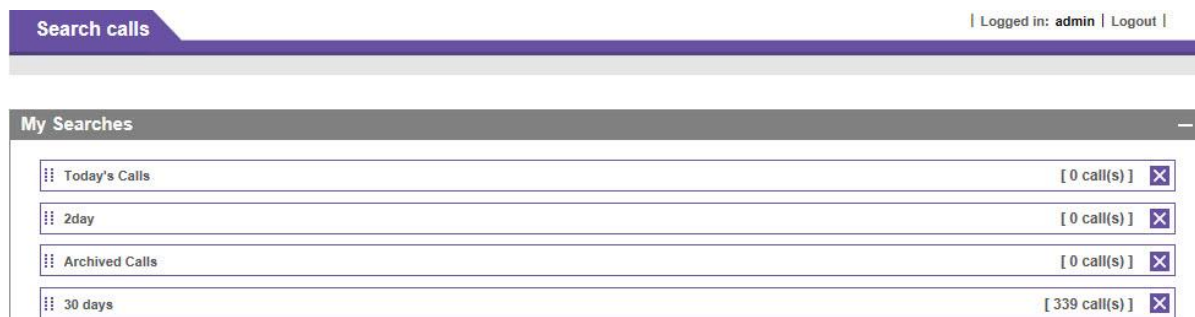 Search calls
| Logged in: admin | Logout |
My Searches
Today's Calls [ 0 call(s) ]
2day [ 0 call(s) ]
Archived Calls [ 0 call(s) ]
30 days [ 339 call(s) ]